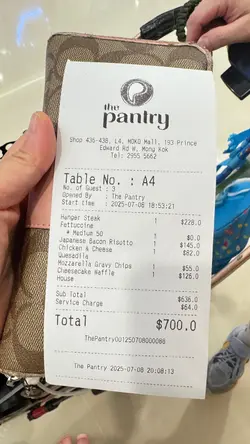 the
pantry
Shop 436-438, L4, MOKO Mall, 193 Prince
Edward Rd W, Mong Kok
Tel: 2955 5662
Table No. : A4
No. of Guest : 3
Opened By : The Pantry
Start Time : 2025-07-08 18:53:21
Hanger Steak 1 $228.0
Fettuccine
* Medium 50 1 $0.0
Japanese Bacon Risotto 1 $145.0
Chicken & Cheese 1 $82.0
Quesadilla
Mozzarella Gravy Chips 1 $55.0
Cheesecake Waffle 1 $126.0
House
Sub Total $636.0
Service Charge $64.0
Total $700.0
ThePantry001250708000086
The Pantry 2025-07-08 20:08:13